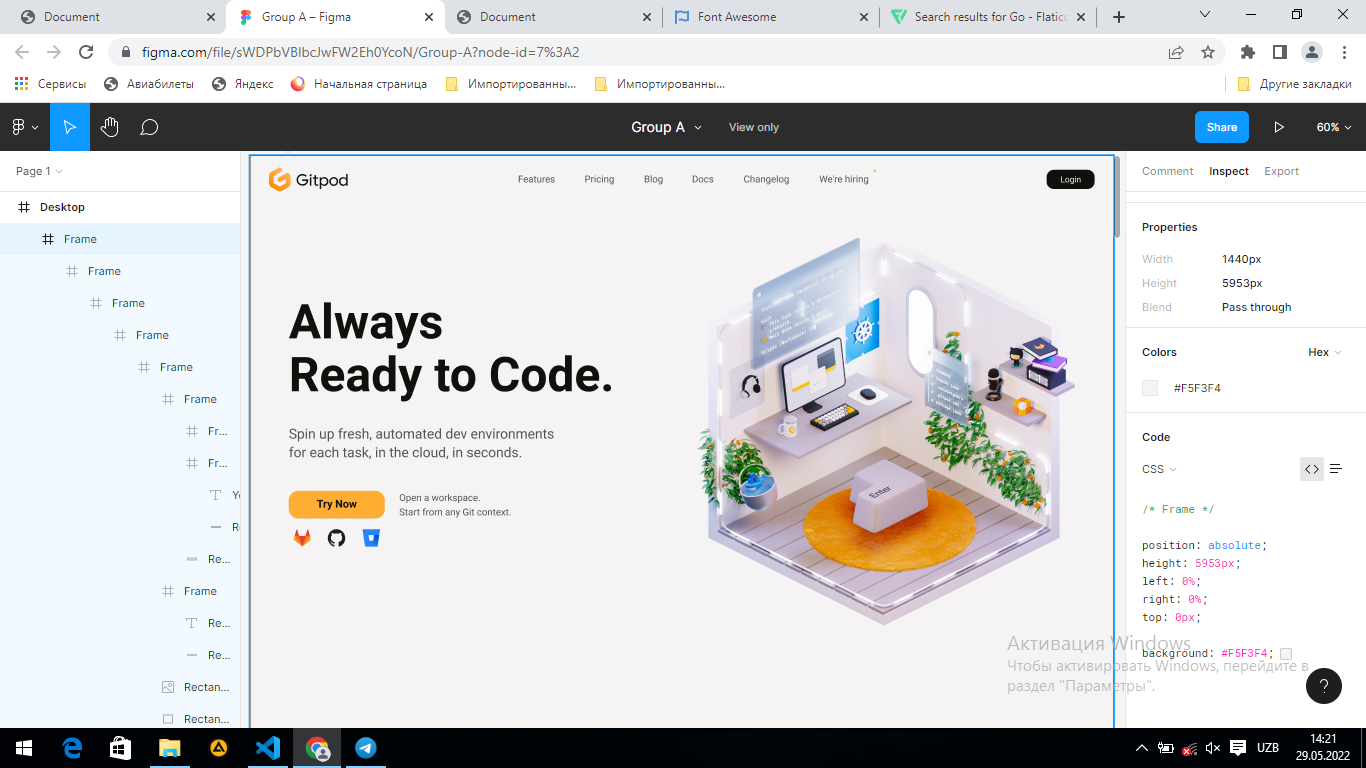 Document
Group A – Figma
Document
Font Awesome
Search results for Go - Flatico
figma.com/file/sWDPbVBIbcJwFW2Eh0YcoN/Group-A?node-id=7%3A2
Сервисы
Авиабилеты
Яндекс
Начальная страница
Импортированны...
Импортированны...
Другие закладки
Group A
View only
Share
60%
Page 1
Desktop
Frame
Frame
Frame
Frame
Frame
Frame
Fr...
Fr...
Re...
Frame
Re...
Re...
Rectan...
Rectan...
Gitpod
Features
Pricing
Blog
Docs
Changelog
We're hiring
Login
Always
Ready to Code.
Spin up fresh, automated dev environments
for each task, in the cloud, in seconds.
Try Now
Open a workspace.
Start from any Git context.
Enter
Comment
Inspect
Export
Properties
Width 1440px
Height 5953px
Blend Pass through
Colors
Hex
#F5F3F4
Code
CSS
/* Frame */
position: absolute;
height: 5953px;
left: 0%;
right: 0%;
top: 0px;
background: #F5F3F4;
Активация Windows
Чтобы активировать Windows, перейдите в
раздел "Параметры".
?
UZB
14:21
29.05.2022